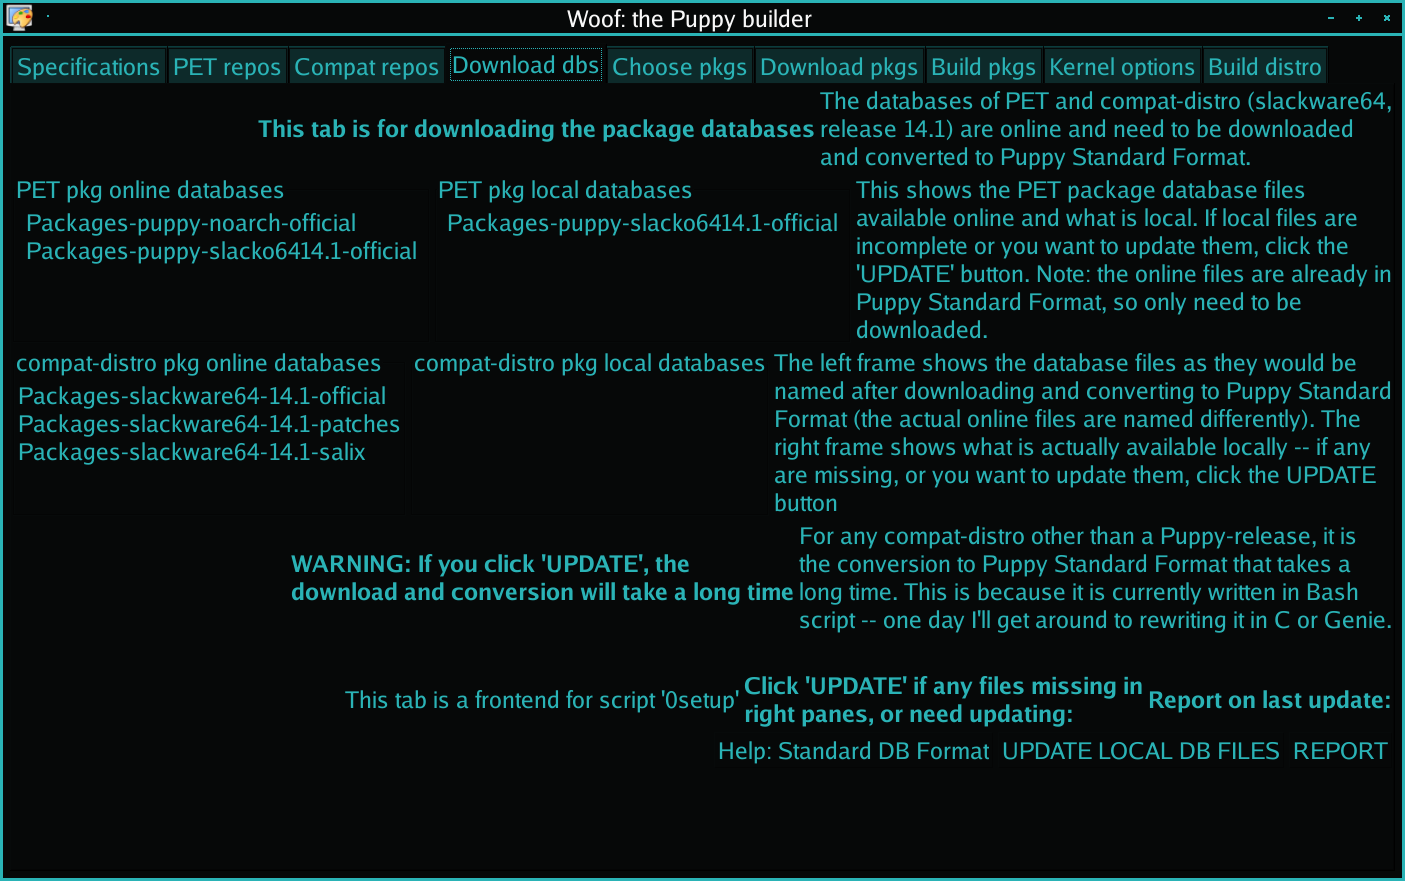 Woof: the Puppy builder
Specifications PET repos Compat repos Download dbs Choose pkgs Download pkgs Build pkgs Kernel options Build distro
This tab is for downloading the package databases
The databases of PET and compat-distro (slackware64,
release 14.1) are online and need to be downloaded
and converted to Puppy Standard Format.
PET pkg online databases
Packages-puppy-noarch-official
Packages-puppy-slacko6414.1-official
PET pkg local databases
Packages-puppy-slacko6414.1-official
This shows the PET package database files
available online and what is local. If local files are
incomplete or you want to update them, click the
'UPDATE' button. Note: the online files are already in
Puppy Standard Format, so only need to be
downloaded.
compat-distro pkg online databases
Packages-slackware64-14.1-official
Packages-slackware64-14.1-patches
Packages-slackware64-14.1-salix
compat-distro pkg local databases
The left frame shows the database files as they would be
named after downloading and converting to Puppy Standard
Format (the actual online files are named differently). The
right frame shows what is actually available locally -- if any
are missing, or you want to update them, click the UPDATE
button
WARNING: If you click 'UPDATE', the
download and conversion will take a long time
For any compat-distro other than a Puppy-release, it is
the conversion to Puppy Standard Format that takes a
long time. This is because it is currently written in Bash
script -- one day I'll get around to rewriting it in C or Genie.
This tab is a frontend for script '0setup'
Click 'UPDATE' if any files missing in
right panes, or need updating:
Report on last update:
Help: Standard DB Format UPDATE LOCAL DB FILES REPORT